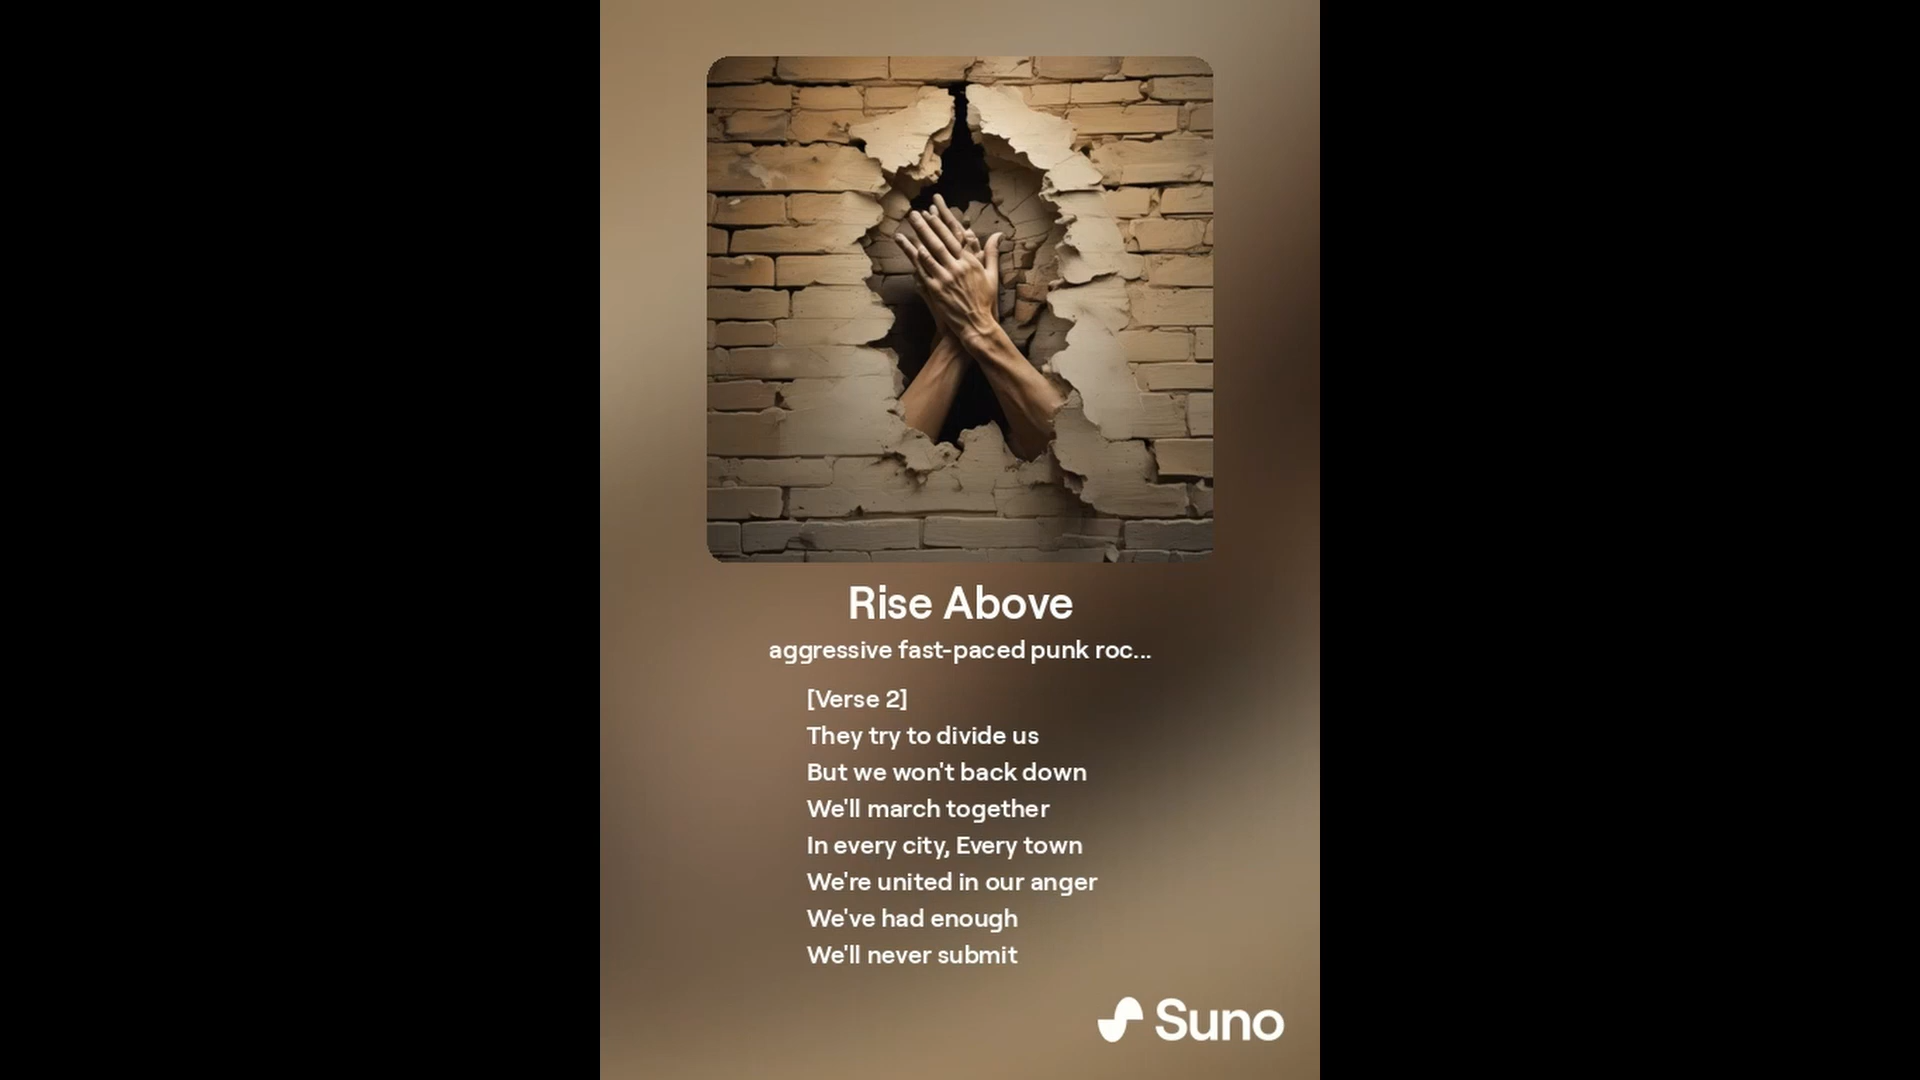 Rise Above
aggressive fast-paced punk roc...
[Verse 2]
They try to divide us
But we won't back down
We'll march together
In every city, Every town
We're united in our anger
We've had enough
We'll never submit
Suno